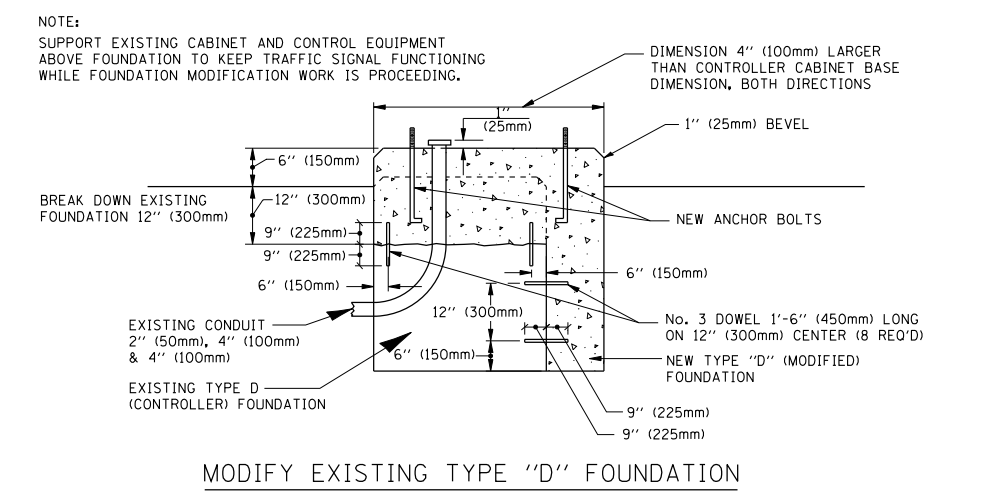 NOTE:
SUPPORT EXISTING CABINET AND CONTROL EQUIPMENT
ABOVE FOUNDATION TO KEEP TRAFFIC SIGNAL FUNCTIONING
WHILE FOUNDATION MODIFICATION WORK IS PROCEEDING.
DIMENSION 4" (100mm) LARGER
THAN CONTROLLER CABINET BASE
DIMENSION, BOTH DIRECTIONS
1"
(25mm)
1" (25mm) BEVEL
6" (150mm)
BREAK DOWN EXISTING
FOUNDATION 12" (300mm)
12" (300mm)
NEW ANCHOR BOLTS
9" (225mm)
9" (225mm)
6" (150mm)
6" (150mm)
12" (300mm)
EXISTING CONDUIT
2" (50mm), 4" (100mm)
& 4" (100mm)
No. 3 DOWEL 1'-6" (450mm) LONG
ON 12" (300mm) CENTER (8 REQ'D)
6" (150mm)
NEW TYPE "D" (MODIFIED)
FOUNDATION
EXISTING TYPE D
(CONTROLLER) FOUNDATION
9" (225mm)
9" (225mm)
MODIFY EXISTING TYPE "D" FOUNDATION